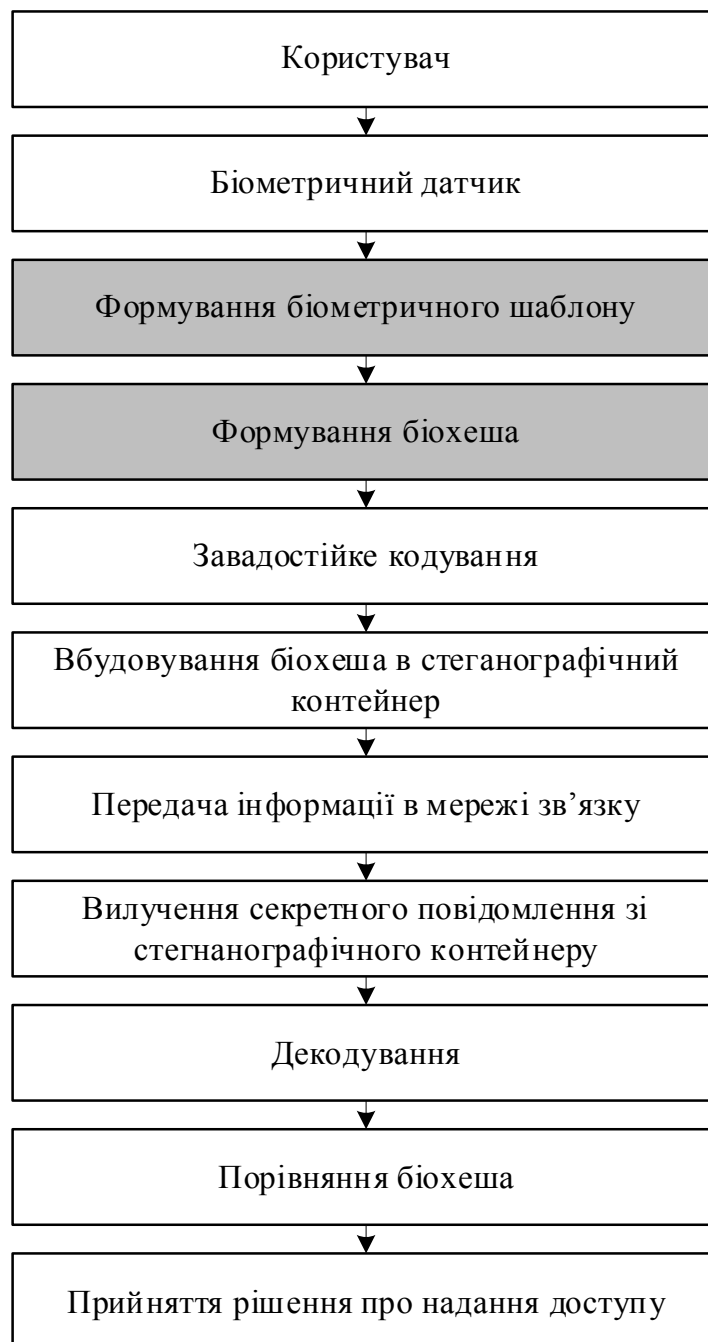 Користувач
Біометричний датчик
Формування біометричного шаблону
Формування біохеша
Завадостійке кодування
Вбудовування біохеша в стеганографічний
контейнер
Передача інформації в мережі зв’язку
Вилучення секретного повідомлення зі
стегнанографічного контейнеру
Декодування
Порівняння біохеша
Прийняття рішення про надання доступу